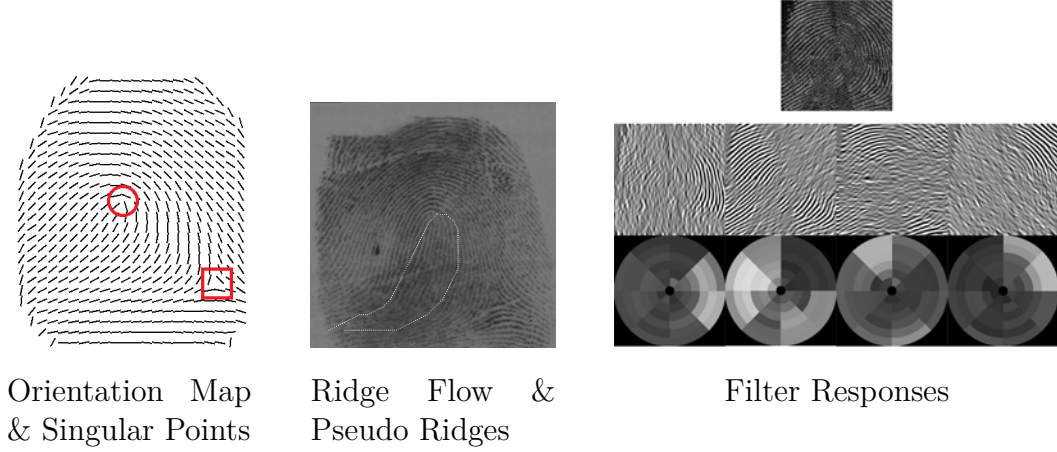 Orientation Map
& Singular Points
Ridge Flow &
Pseudo Ridges
Filter Responses